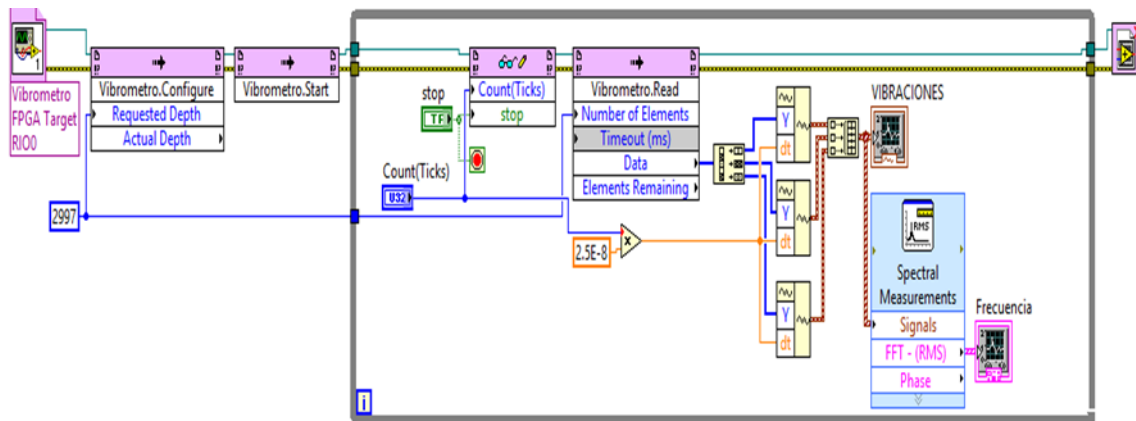 1
Vibrometro
FPGA Target
RIO0
Vibrometro.Configure
Requested Depth
Actual Depth
Vibrometro.Start
2997
stop
TF
Count(Ticks)
U32
Count(Ticks)
stop
Vibrometro.Read
Number of Elements
Timeout (ms)
Data
Elements Remaining
2.5E-8
x
Y
dt
Y
dt
Y
dt
VIBRACIONES
RMS
Spectral
Measurements
Signals
FFT - (RMS)
Phase
Frecuencia
i